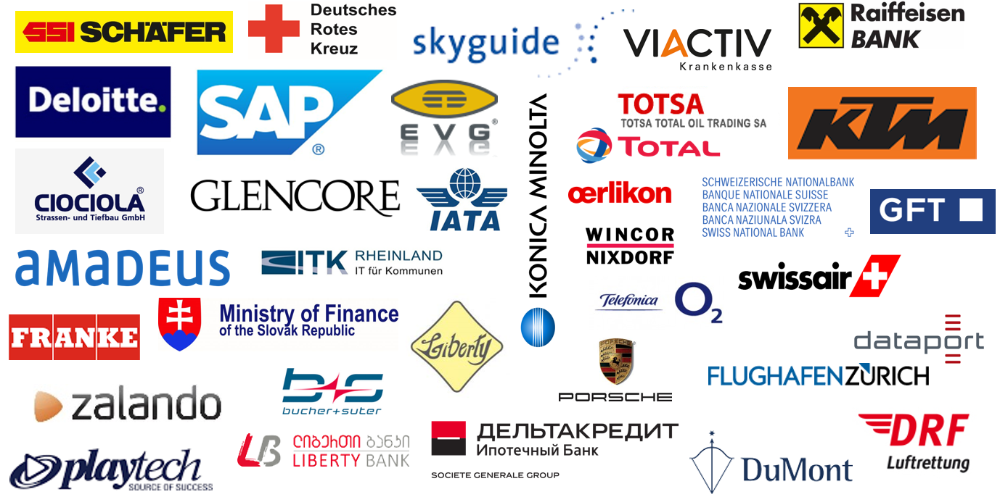 SSI SCHÄFER
Deutsches
Rotes
Kreuz
skyguide
VIACTIV
Krankenkasse
Raiffeisen
BANK
Deloitte.
SAP
®
EVG®
KONICA MINOLTA
TOTSA
TOTSA TOTAL OIL TRADING SA
TOTAL
KTM
CIOCIOLA®
Strassen- und Tiefbau GmbH
GLENCORE
IATA
œrlikon
SCHWEIZERISCHE NATIONALBANK
BANQUE NATIONALE SUISSE
BANCA NAZIONALE SVIZZERA
BANCA NAZIUNALA SVIZRA
SWISS NATIONAL BANK
GFT
WINCOR
NIXDORF
amaDEUS
ITK RHEINLAND
IT für Kommunen
swissair
Telefónica
O2
FRANKE
Ministry of Finance
of the Slovak Republic
Liberty
PORSCHE
PORSCHE
dataport
FLUGHAFENZÜRICH
zalando
b+s
bucher+suter
LB
ლიბერთი ბანკი
LIBERTY BANK
ДЕЛЬТАКРЕДИТ
Ипотечный Банк
SOCIETE GENERALE GROUP
DuMont
DRF
Luftrettung
playtech
SOURCE OF SUCCESS